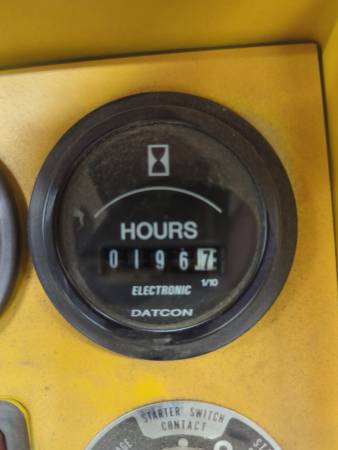 HOURS
01967
ELECTRONIC 1/10
DATCON
STARTER SWITCH
CONTACT